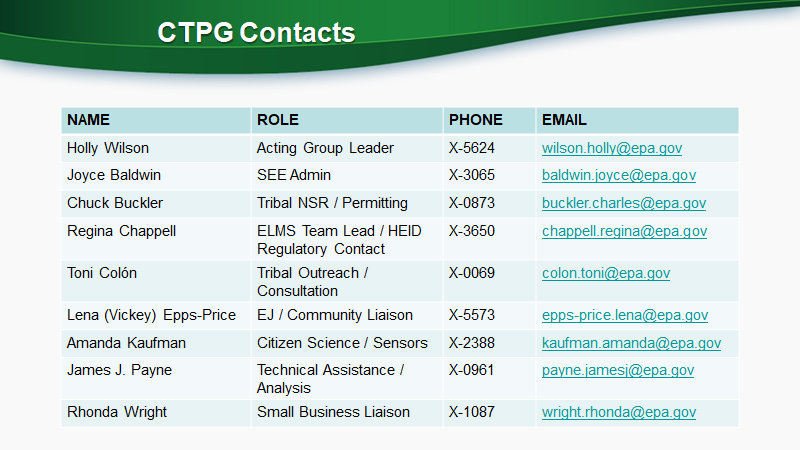 CTPG Contacts
NAME ROLE PHONE EMAIL
Holly Wilson Acting Group Leader X-5624 wilson.holly@epa.gov
Joyce Baldwin SEE Admin X-3065 baldwin.joyce@epa.gov
Chuck Buckler Tribal NSR / Permitting X-0873 buckler.charles@epa.gov
Regina Chappell ELMS Team Lead / HEID X-3650 chappell.regina@epa.gov
Regulatory Contact
Toni Colón Tribal Outreach / X-0069 colon.toni@epa.gov
Consultation
Lena (Vickey) Epps-Price EJ / Community Liaison X-5573 epps-price.lena@epa.gov
Amanda Kaufman Citizen Science / Sensors X-2388 kaufman.amanda@epa.gov
James J. Payne Technical Assistance / X-0961 payne.jamesj@epa.gov
Analysis
Rhonda Wright Small Business Liaison X-1087 wright.rhonda@epa.gov